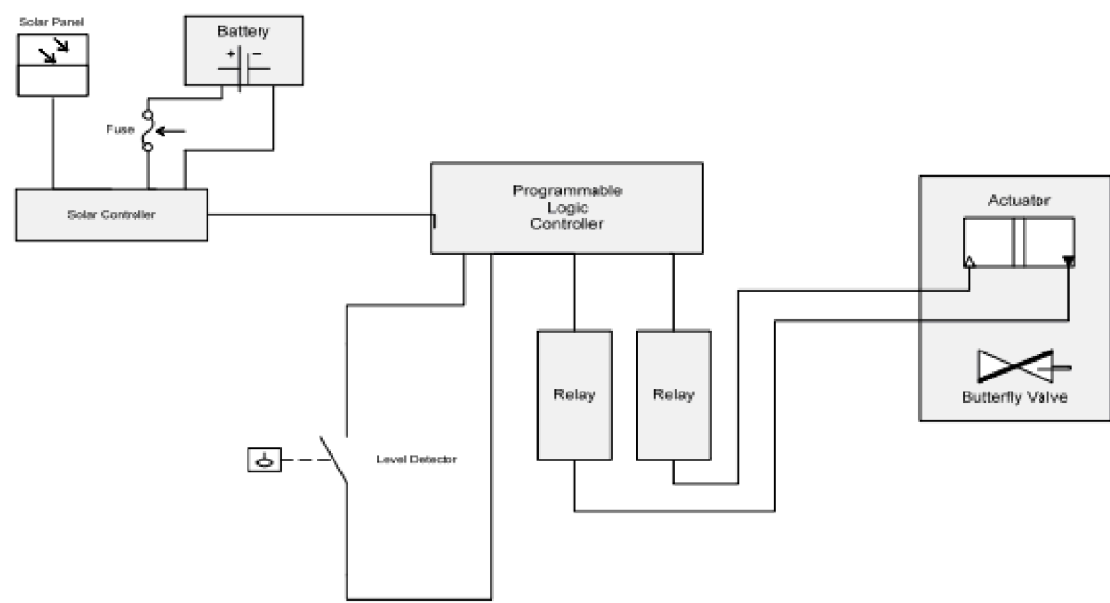 Solar Panel
Battery
+ −
Fuse
Solar Controller
Programmable
Logic
Controller
Actuator
Relay
Relay
Butterfly Valve
Level Detector